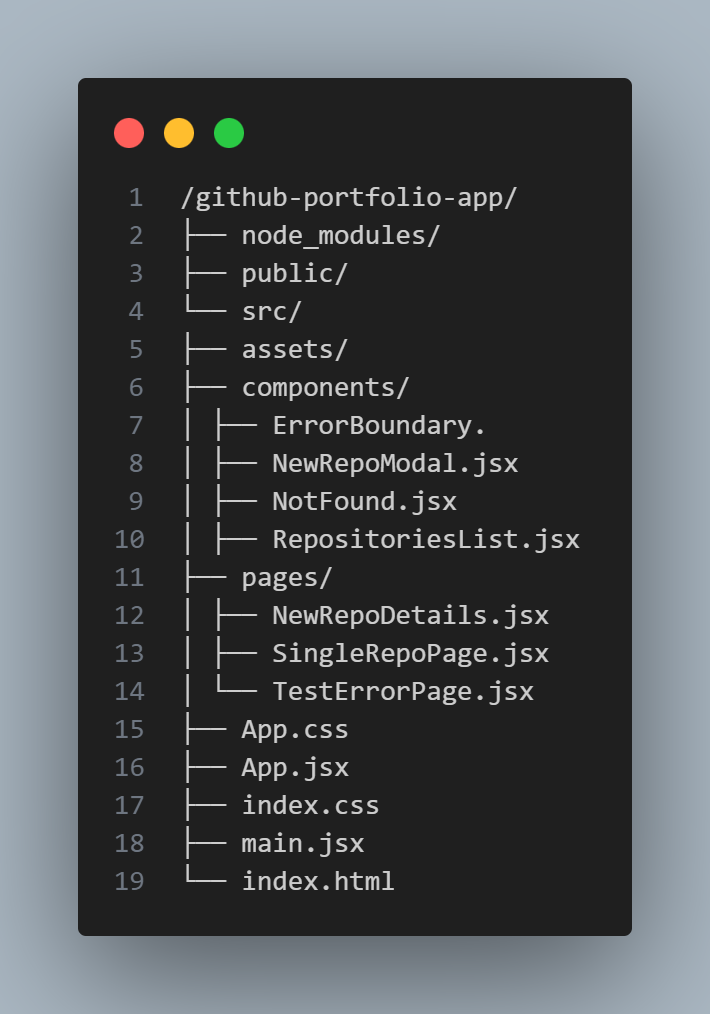 1 /github-portfolio-app/
2 ├── node_modules/
3 ├── public/
4 └── src/
5 ├── assets/
6 ├── components/
7 │ ├── ErrorBoundary.
8 │ ├── NewRepoModal.jsx
9 │ ├── NotFound.jsx
10 │ ├── RepositoriesList.jsx
11 ├── pages/
12 │ ├── NewRepoDetails.jsx
13 │ ├── SingleRepoPage.jsx
14 │ └── TestErrorPage.jsx
15 ├── App.css
16 ├── App.jsx
17 ├── index.css
18 ├── main.jsx
19 └── index.html